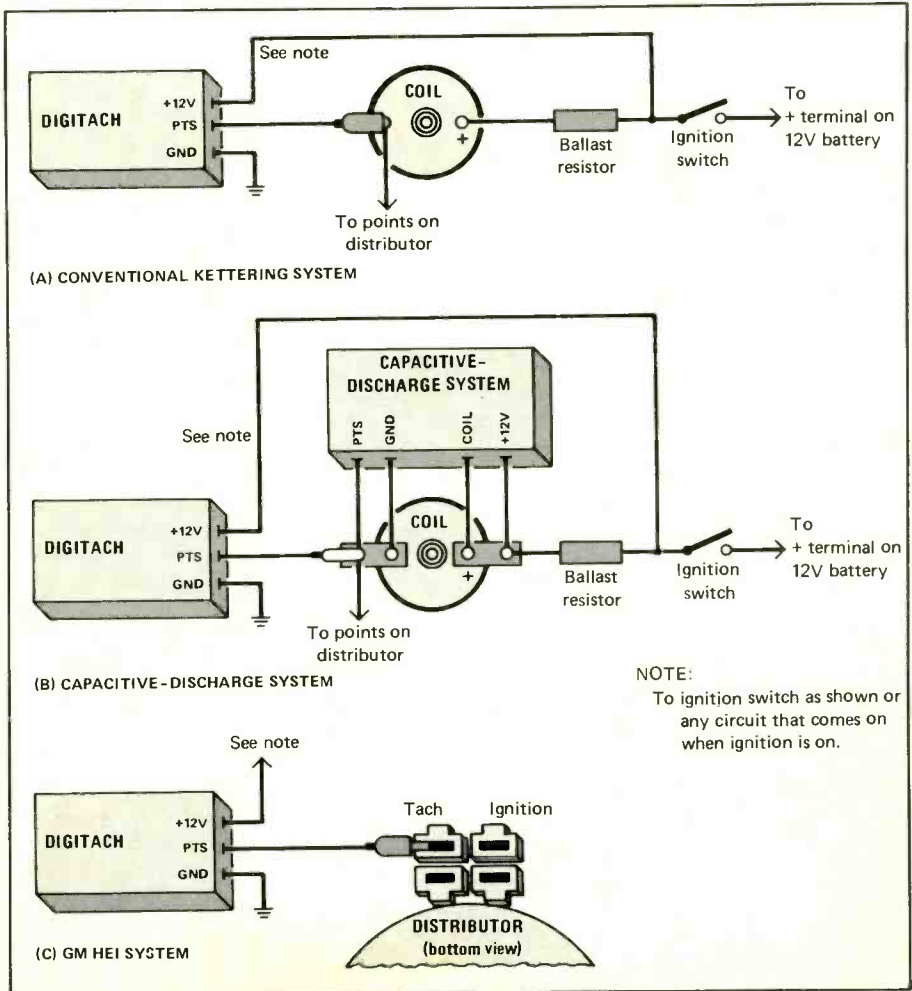 See note
DIGITACH
+12V
PTS
GND
COIL
+
Ballast
resistor
Ignition
switch
To
+ terminal on
12V battery
To points on
distributor
(A) CONVENTIONAL KETTERING SYSTEM
CAPACITIVE-
DISCHARGE SYSTEM
PTS
GND
COIL
+12V
See note
DIGITACH
+12V
PTS
GND
COIL
+
Ballast
resistor
Ignition
switch
To
+ terminal on
12V battery
To points on
distributor
(B) CAPACITIVE-DISCHARGE SYSTEM
NOTE:
To ignition switch as shown or
any circuit that comes on
when ignition is on.
See note
DIGITACH
+12V
PTS
GND
Tach
Ignition
DISTRIBUTOR
(bottom view)
(C) GM HEI SYSTEM